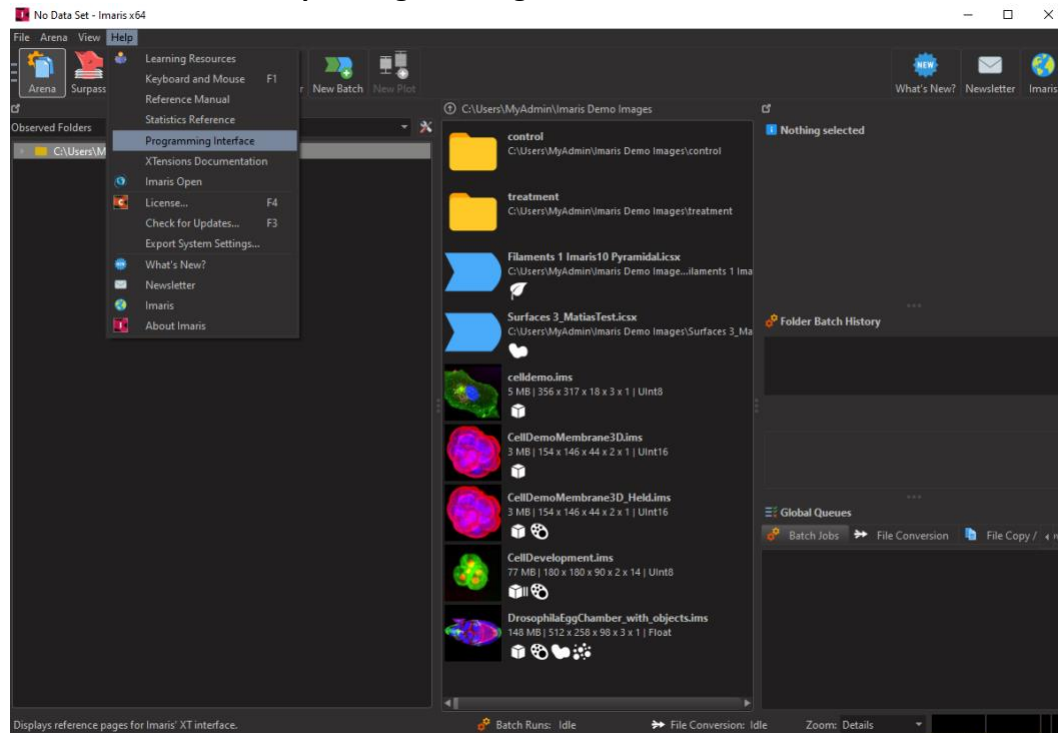 No Data Set - Imaris x64
File Arena View Help
Arena
Surpass
New Batch
New Plot
What's New?
Newsletter
Imaris
Learning Resources
Keyboard and Mouse F1
Reference Manual
Statistics Reference
Programming Interface
XTensions Documentation
Imaris Open
License... F4
Check for Updates... F3
Export System Settings...
What's New?
Newsletter
Imaris
About Imaris
Observed Folders
C:\Users\M
C:\Users\MyAdmin\Imaris Demo Images
control
C:\Users\MyAdmin\Imaris Demo Images\control
treatment
C:\Users\MyAdmin\Imaris Demo Images\treatment
Filaments 1 Imaris10 Pyramidal.icsx
C:\Users\MyAdmin\Imaris Demo Image...ilaments 1 Ima
Surfaces 3_MatiasTest.icsx
C:\Users\MyAdmin\Imaris Demo Images\Surfaces 3_Ma
celldemo.ims
5 MB | 356 x 317 x 18 x 3 x 1 | UInt8
CellDemoMembrane3D.ims
3 MB | 154 x 146 x 44 x 2 x 1 | UInt16
CellDemoMembrane3D_Held.ims
3 MB | 154 x 146 x 44 x 2 x 1 | UInt16
CellDevelopment.ims
77 MB | 180 x 180 x 90 x 2 x 14 | UInt8
DrosophilaEggChamber_with_objects.ims
148 MB | 512 x 258 x 98 x 3 x 1 | Float
Nothing selected
Folder Batch History
Global Queues
Batch Jobs File Conversion File Copy /
Displays reference pages for Imaris' XT interface.
Batch Runs: Idle
File Conversion: Idle
Zoom: Details